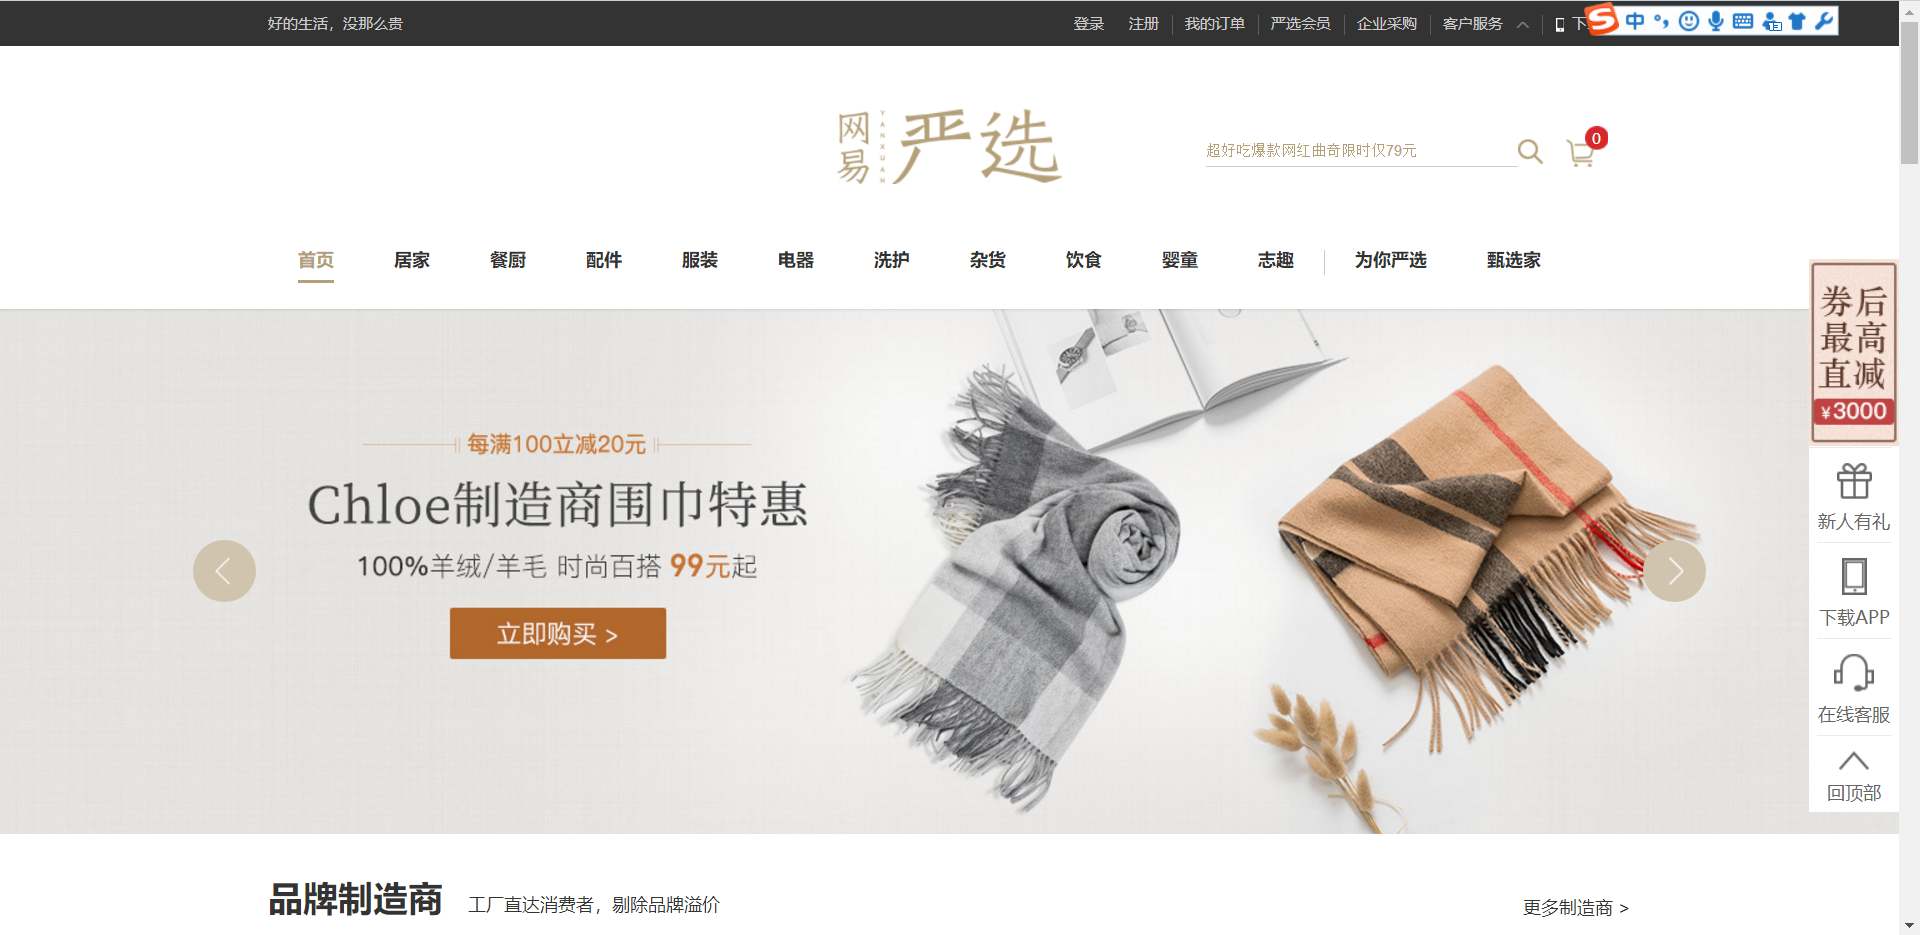 好的生活，没那么贵
登录 注册 我的订单 严选会员 企业采购 客户服务 下
中
网易 YANXUAN 严选
超好吃爆款网红曲奇限时仅79元
0
首页 居家 餐厨 配件 服装 电器 洗护 杂货 饮食 婴童 志趣 为你严选 甄选家
每满100立减20元
Chloe制造商围巾特惠
100%羊绒/羊毛 时尚百搭 99元起
立即购买 >
券后
最高
直减
¥3000
新人有礼
下载APP
在线客服
回顶部
品牌制造商 工厂直达消费者，剔除品牌溢价
更多制造商 >